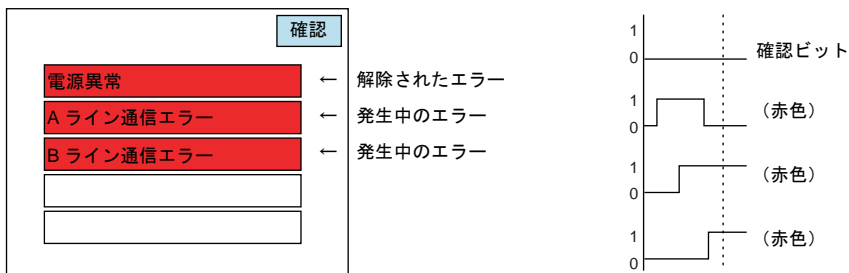 確認
電源異常 ← 解除されたエラー
A ライン通信エラー ← 発生中のエラー
B ライン通信エラー ← 発生中のエラー
1
0
確認ビット
1
0
（赤色）
1
0
（赤色）
1
0
（赤色）